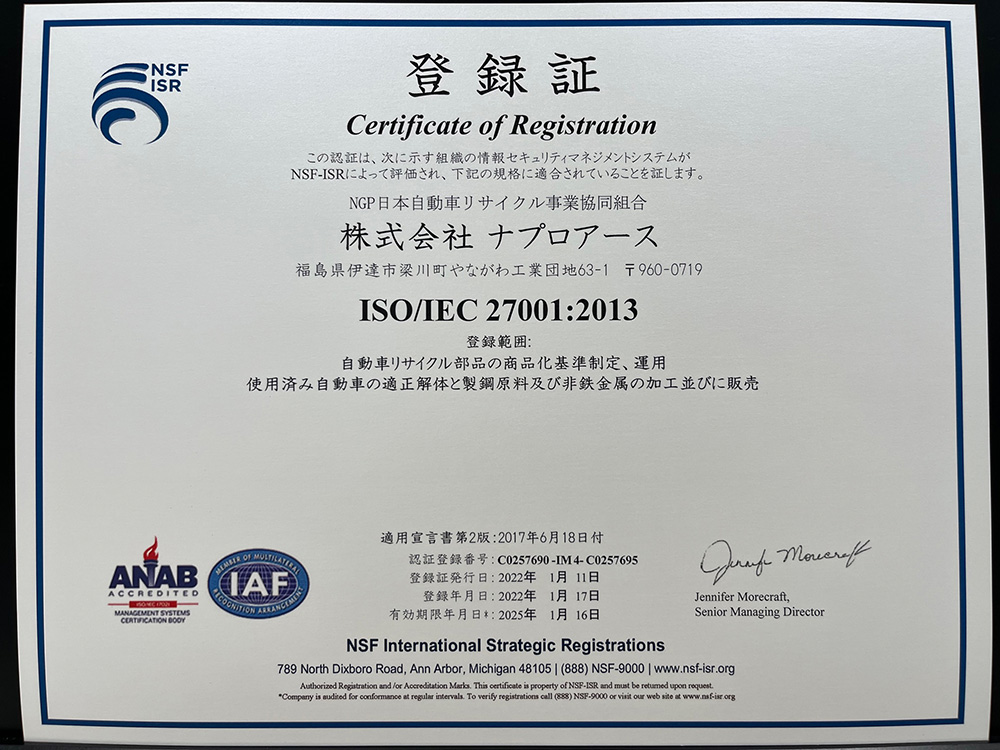 NSF
ISR
登録証
Certificate of Registration
この認証は、次に示す組織の情報セキュリティマネジメントシステムが
NSF-ISRによって評価され、下記の規格に適合されていることを証します。
NGP日本自動車リサイクル事業協同組合
株式会社 ナプロアース
福島県伊達市梁川町やながわ工業団地63-1 〒960-0719
ISO/IEC 27001:2013
登録範囲:
自動車リサイクル部品の商品化基準制定、運用
使用済み自動車の適正解体と製鋼原料及び非鉄金属の加工並びに販売
適用宣言書第2版:2017年6月18日付
認証登録番号: C0257690-IM4-C0257695
登録証発行日: 2022年 1月 11日
登録年月日: 2022年 1月 17日
有効期限年月日*: 2025年 1月 16日
ANAB
ACCREDITED
ISO/IEC 17021
MANAGEMENT SYSTEMS
CERTIFICATION BODY
MEMBER OF MULTILATERAL
IAF
RECOGNITION ARRANGEMENT
Jennifer Morecraft
Jennifer Morecraft,
Senior Managing Director
NSF International Strategic Registrations
789 North Dixboro Road, Ann Arbor, Michigan 48105 | (888) NSF-9000 | www.nsf-isr.org
Authorized Registration and /or Accreditation Marks. This certificate is property of NSF-ISR and must be returned upon request.
*Company is audited for conformance at regular intervals. To verify registrations call (888) NSF-9000 or visit our web site at www.nsf-isr.org